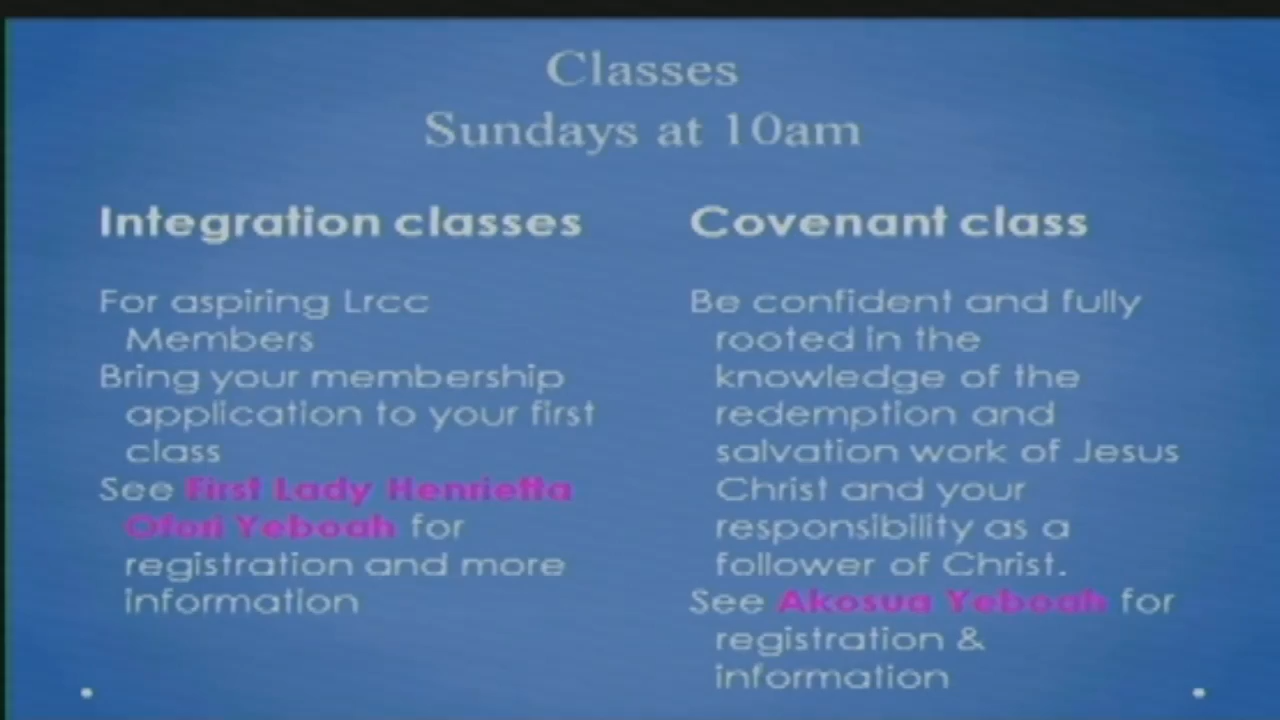 Classes
Sundays at 10am
Integration classes
For aspiring Lrcc
Members
Bring your membership
application to your first
class
See First Lady Henrietta
Ofori Yeboah for
registration and more
information
Covenant class
Be confident and fully
rooted in the
knowledge of the
redemption and
salvation work of Jesus
Christ and your
responsibility as a
follower of Christ.
See Akosua Yeboah for
registration &
information